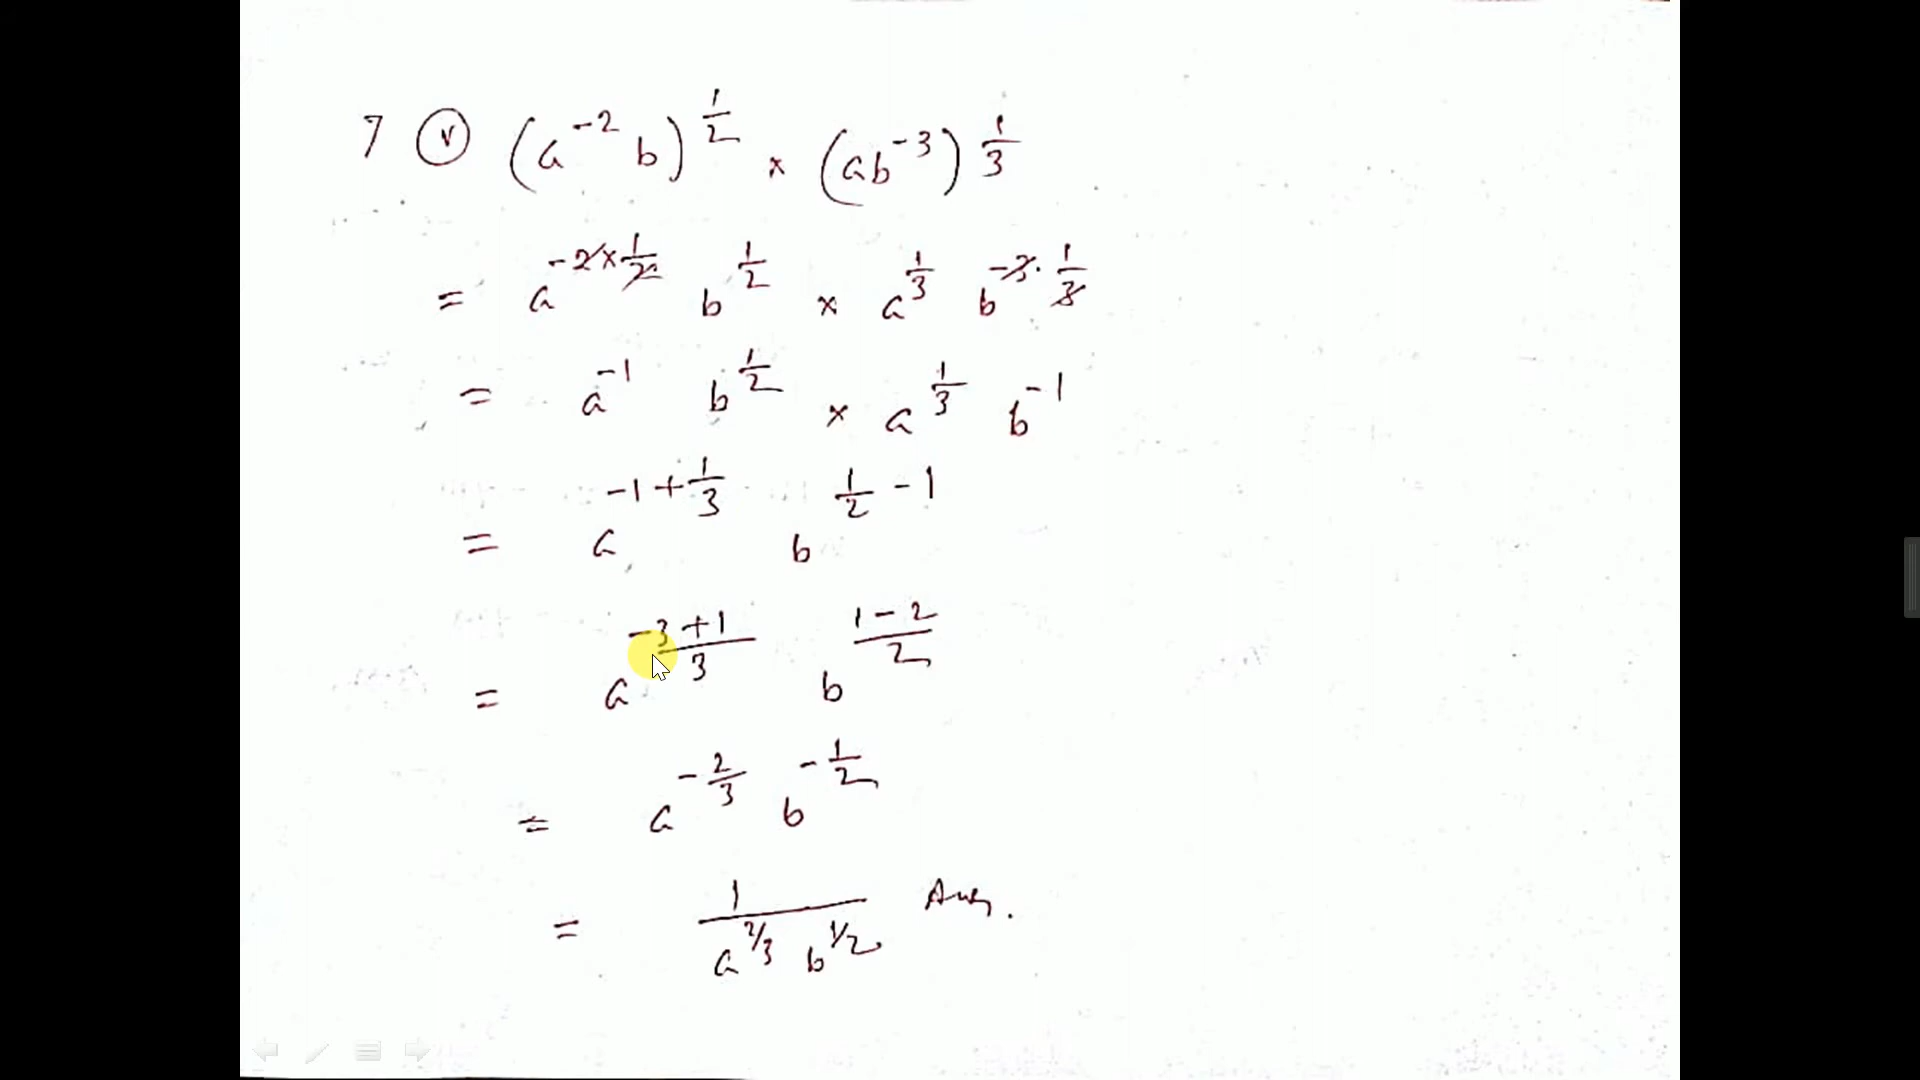 7 (v) (a^-2 b)^1/2 × (ab^-3)^1/3
= a^-2×1/2 b^1/2 × a^1/3 b^-3·1/3
= a^-1 b^1/2 × a^1/3 b^-1
= a^-1+1/3 b^1/2-1
= a^-3+1/3 b^1-2/2
= a^-2/3 b^-1/2
= 1/a^2/3 b^1/2 Ans.